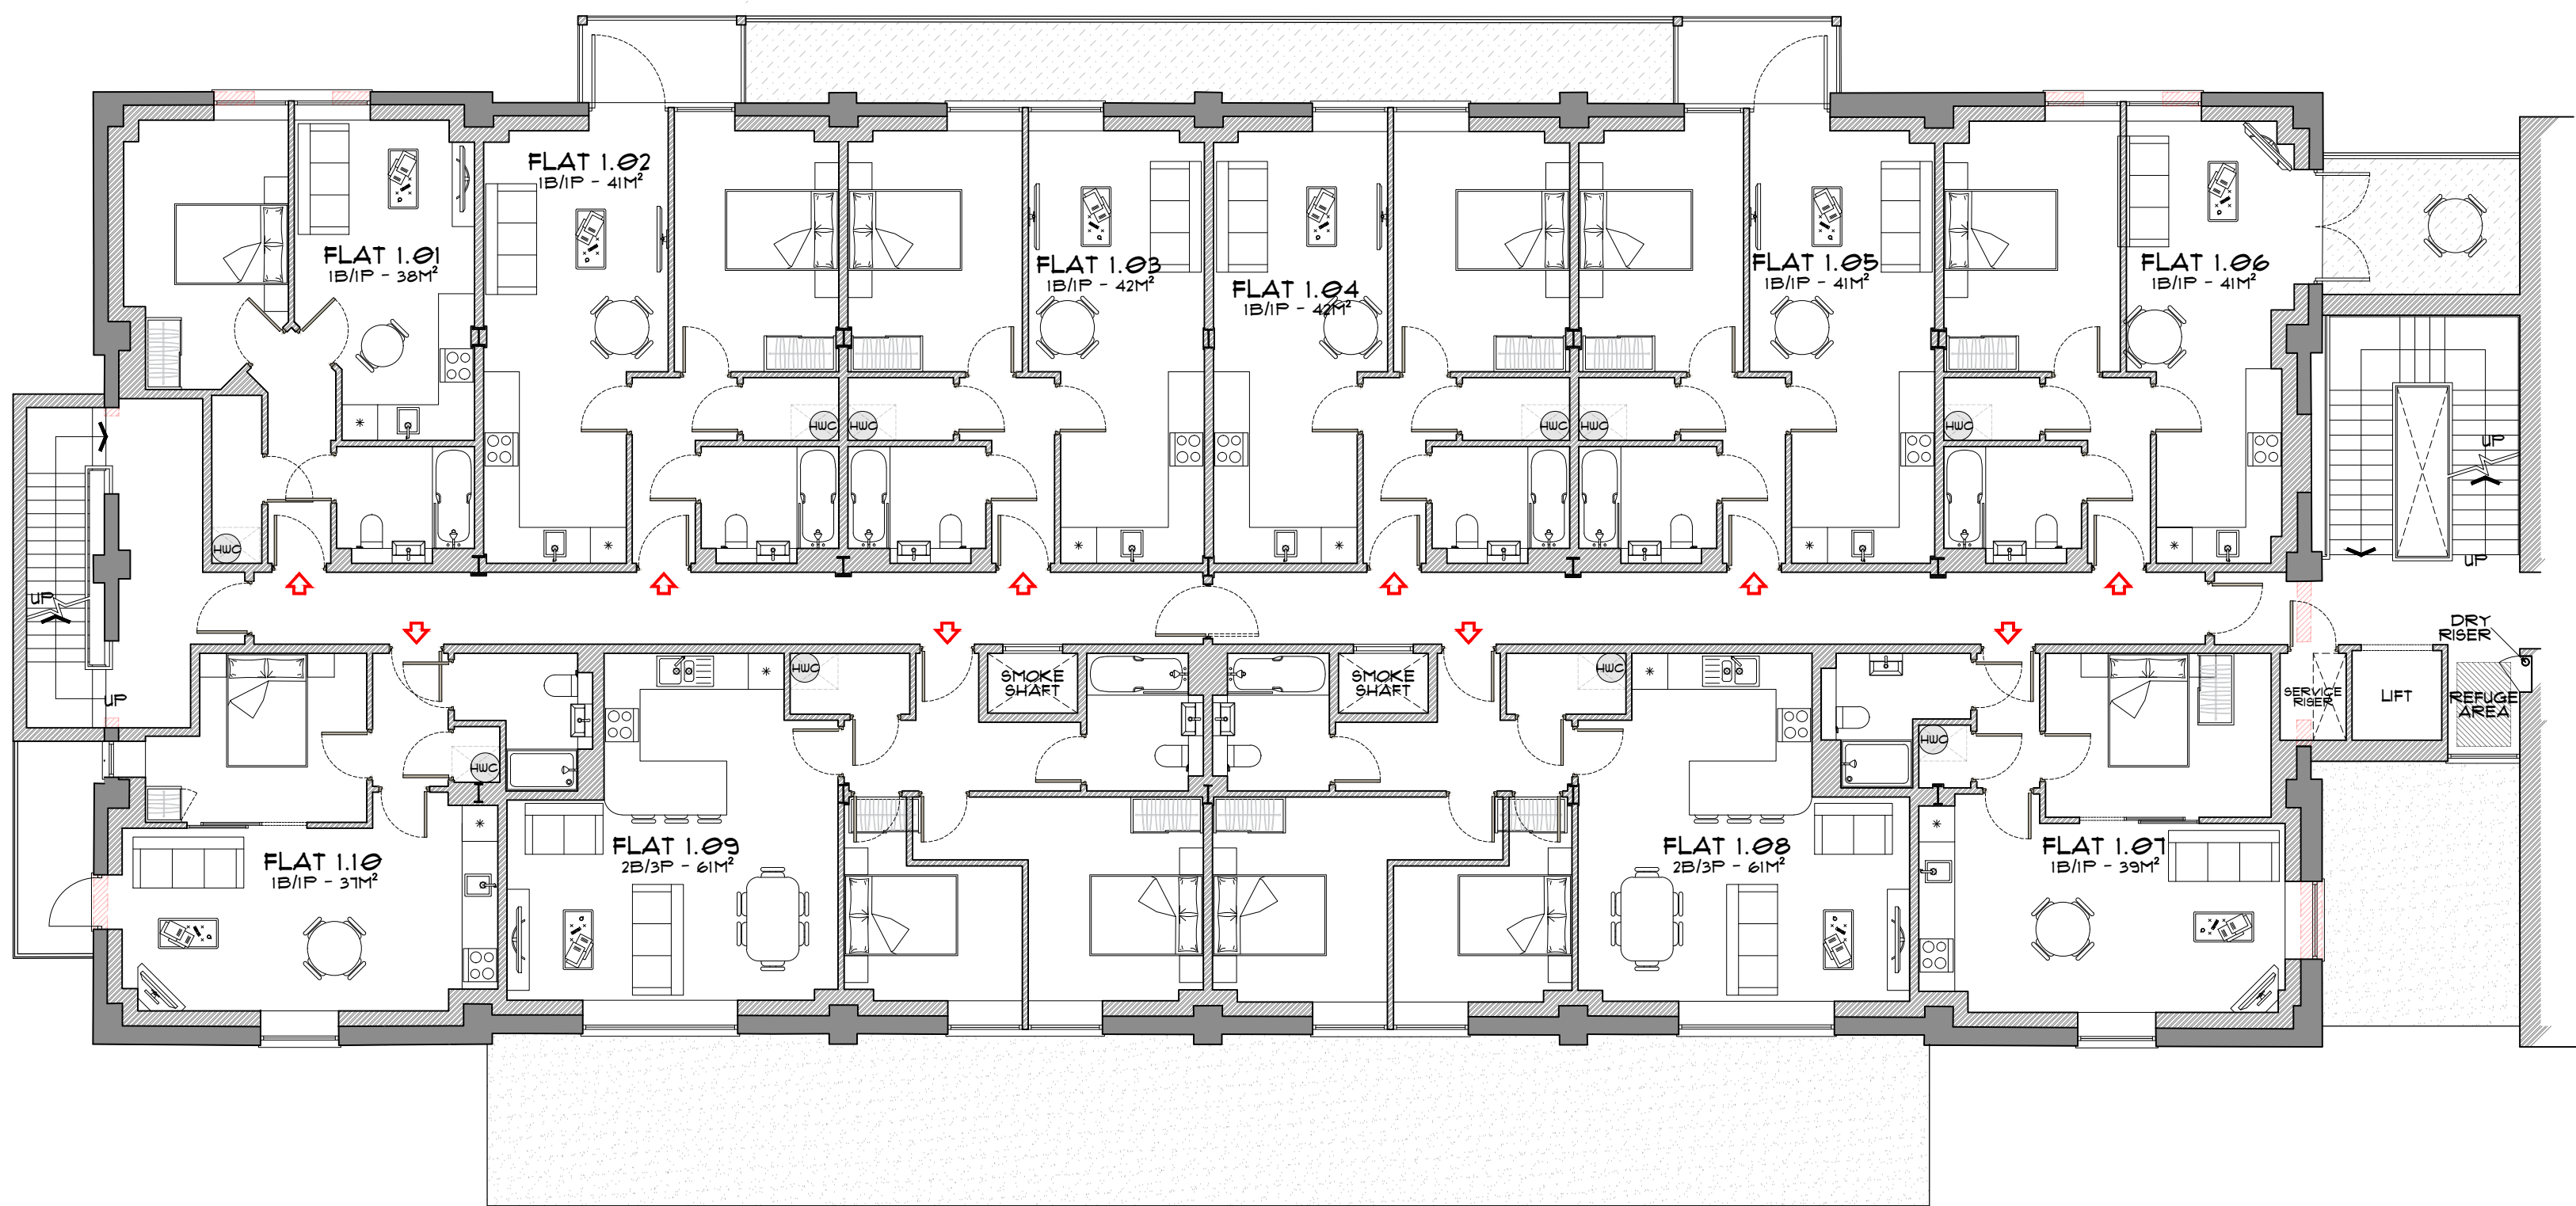 FLAT 1.01
1B/1P - 38M²
FLAT 1.02
1B/1P - 41M²
FLAT 1.03
1B/1P - 42M²
FLAT 1.04
1B/1P - 42M²
FLAT 1.05
1B/1P - 41M²
FLAT 1.06
1B/1P - 41M²
HWC
HWC
HWC
HWC
HWC
HWC
UP
UP
UP
UP
DRY
RISER
SMOKE
SHAFT
SMOKE
SHAFT
SERVICE
RISER
LIFT
REFUGE
AREA
HWC
HWC
HWC
HWC
FLAT 1.10
1B/1P - 37M²
FLAT 1.09
2B/3P - 61M²
FLAT 1.08
2B/3P - 61M²
FLAT 1.07
1B/1P - 39M²